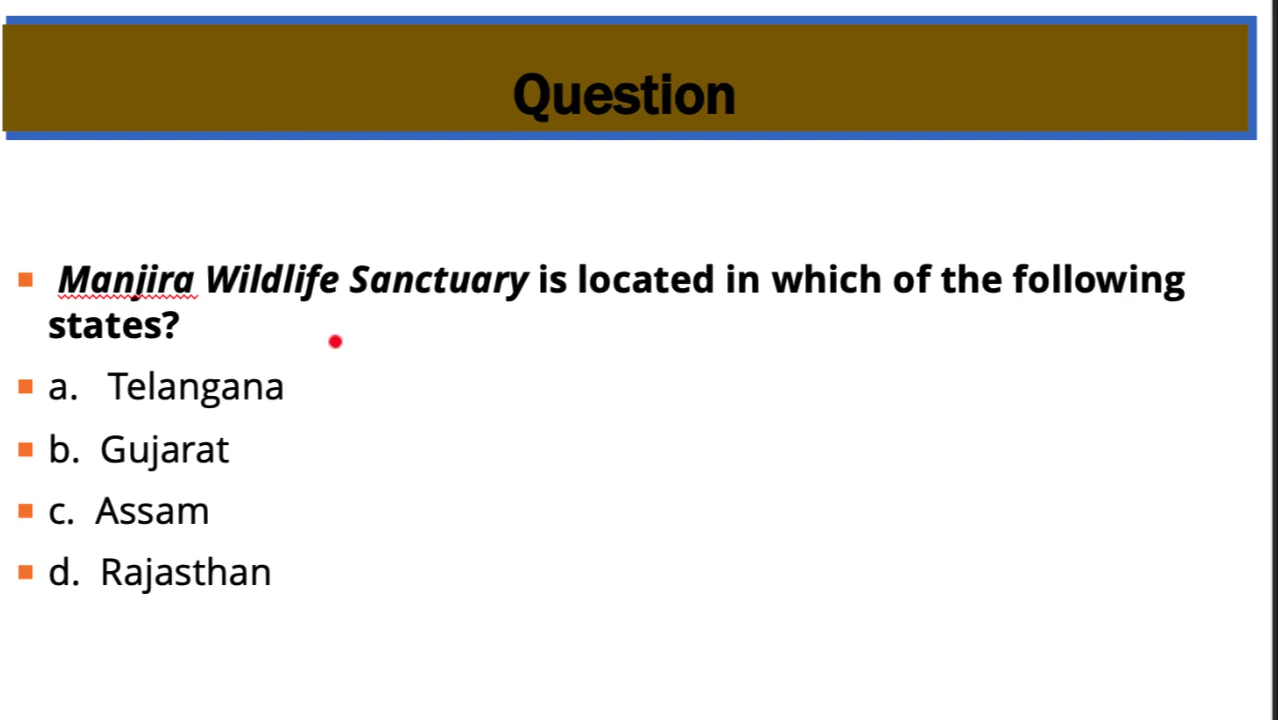 Question
Manjira Wildlife Sanctuary is located in which of the following
states?
a. Telangana
b. Gujarat
c. Assam
d. Rajasthan